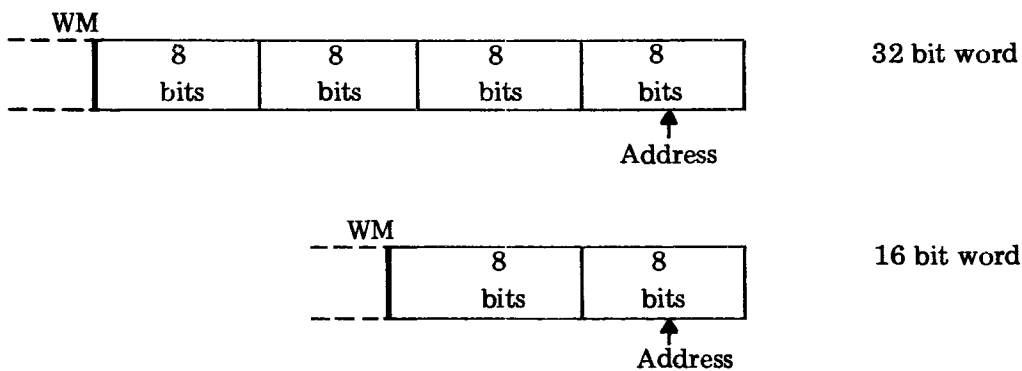 WM
8 8 8 8 32 bit word
bits bits bits bits
Address
WM
8 8 16 bit word
bits bits
Address